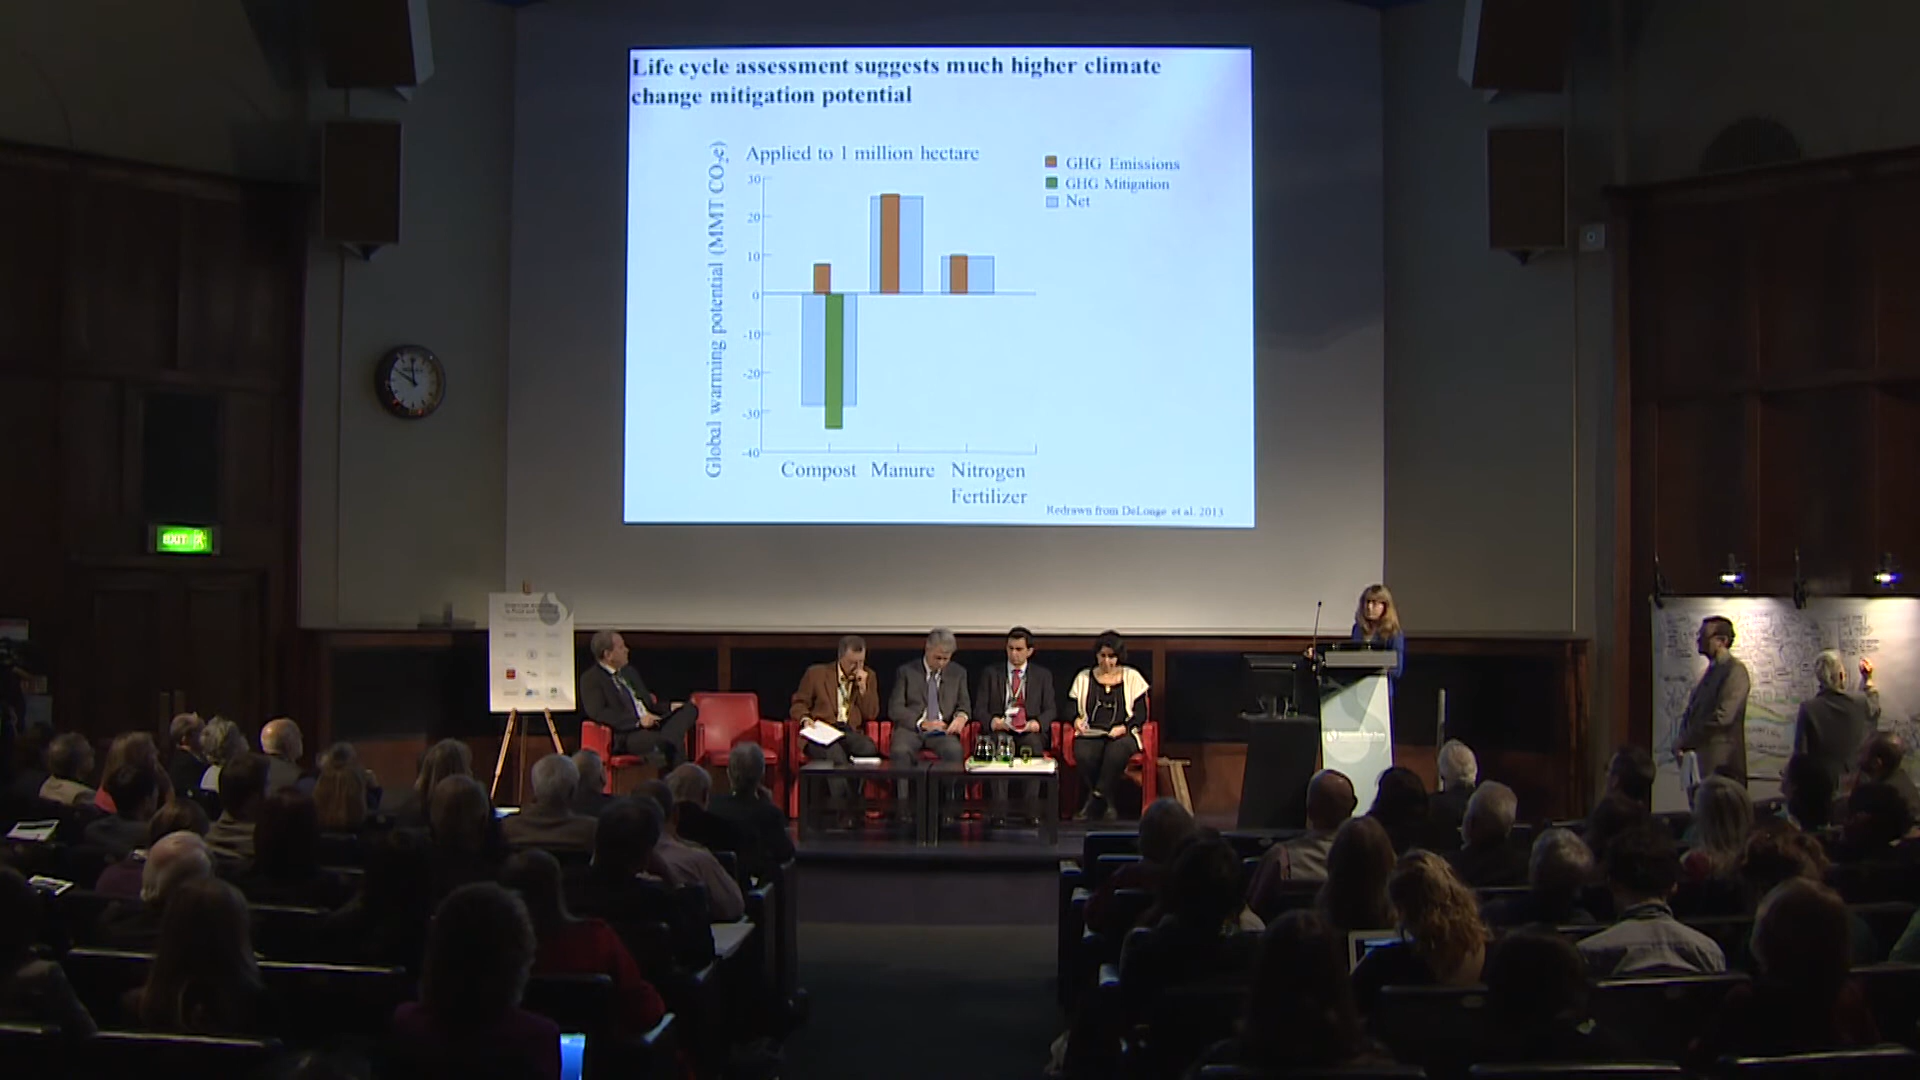 Life cycle assessment suggests much higher climate
change mitigation potential
Global warming potential (MMT CO₂e)
Applied to 1 million hectare
GHG Emissions
GHG Mitigation
Net
30
20
10
0
-10
-20
-30
-40
Compost
Manure
Nitrogen
Fertilizer
Redrawn from DeLonge et al. 2013
EXIT